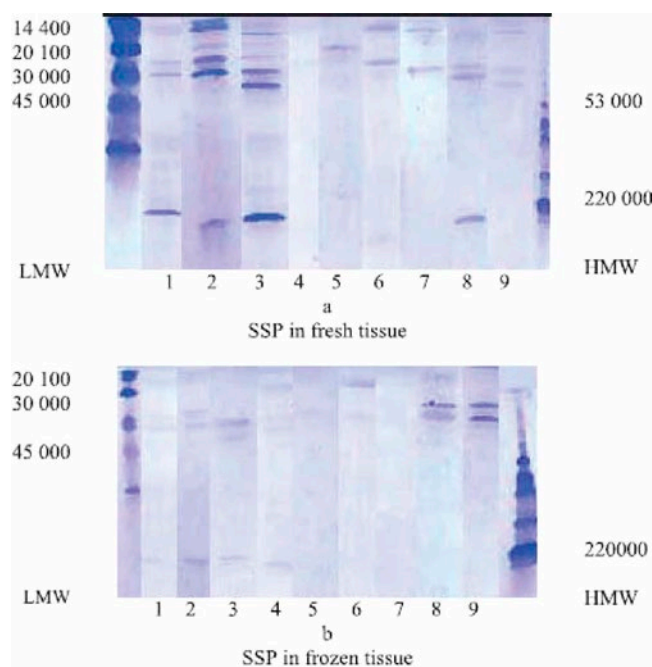 14 400
20 100
30 000
45 000
53 000
220 000
LMW 1 2 3 4 5 6 7 8 9 HMW
a
SSP in fresh tissue
20 100
30 000
45 000
220000
LMW 1 2 3 4 5 6 7 8 9 HMW
b
SSP in frozen tissue